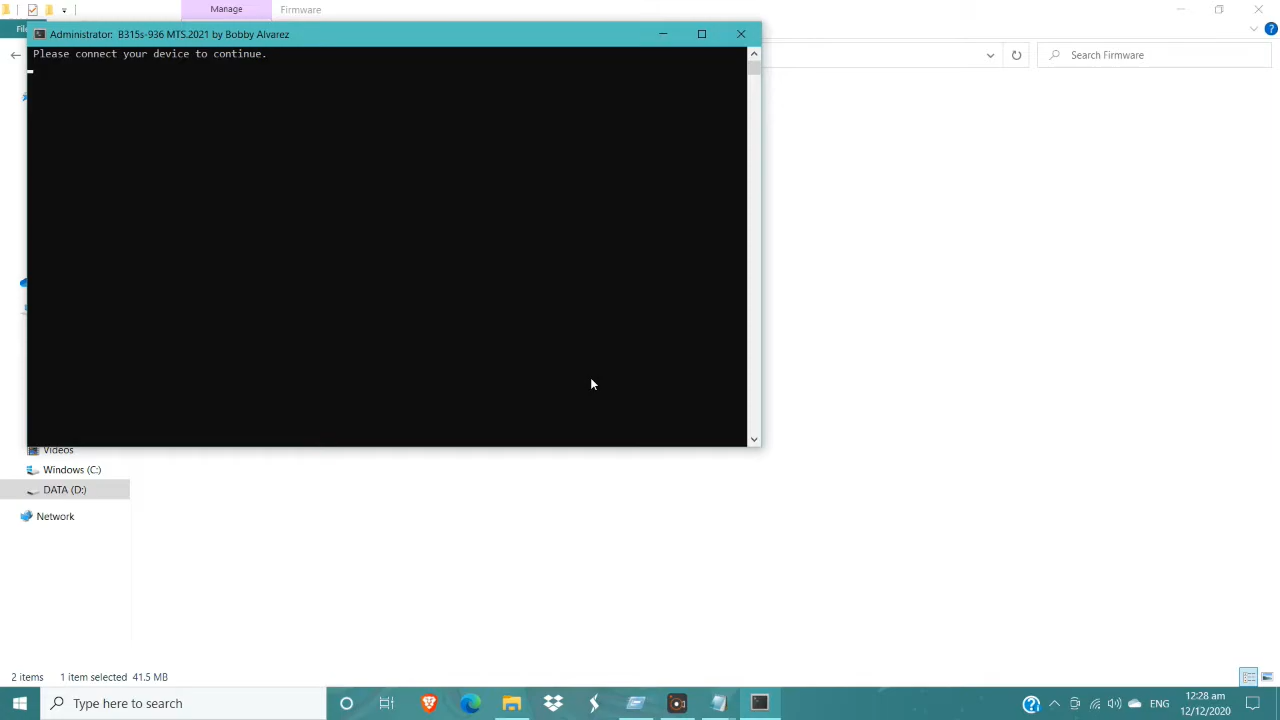 Manage
Firmware
Fil
Administrator: B315s-936 MTS.2021 by Bobby Alvarez
Please connect your device to continue.
Search Firmware
Videos
Windows (C:)
DATA (D:)
Network
2 items 1 item selected 41.5 MB
Type here to search
ENG
12:28 am
12/12/2020